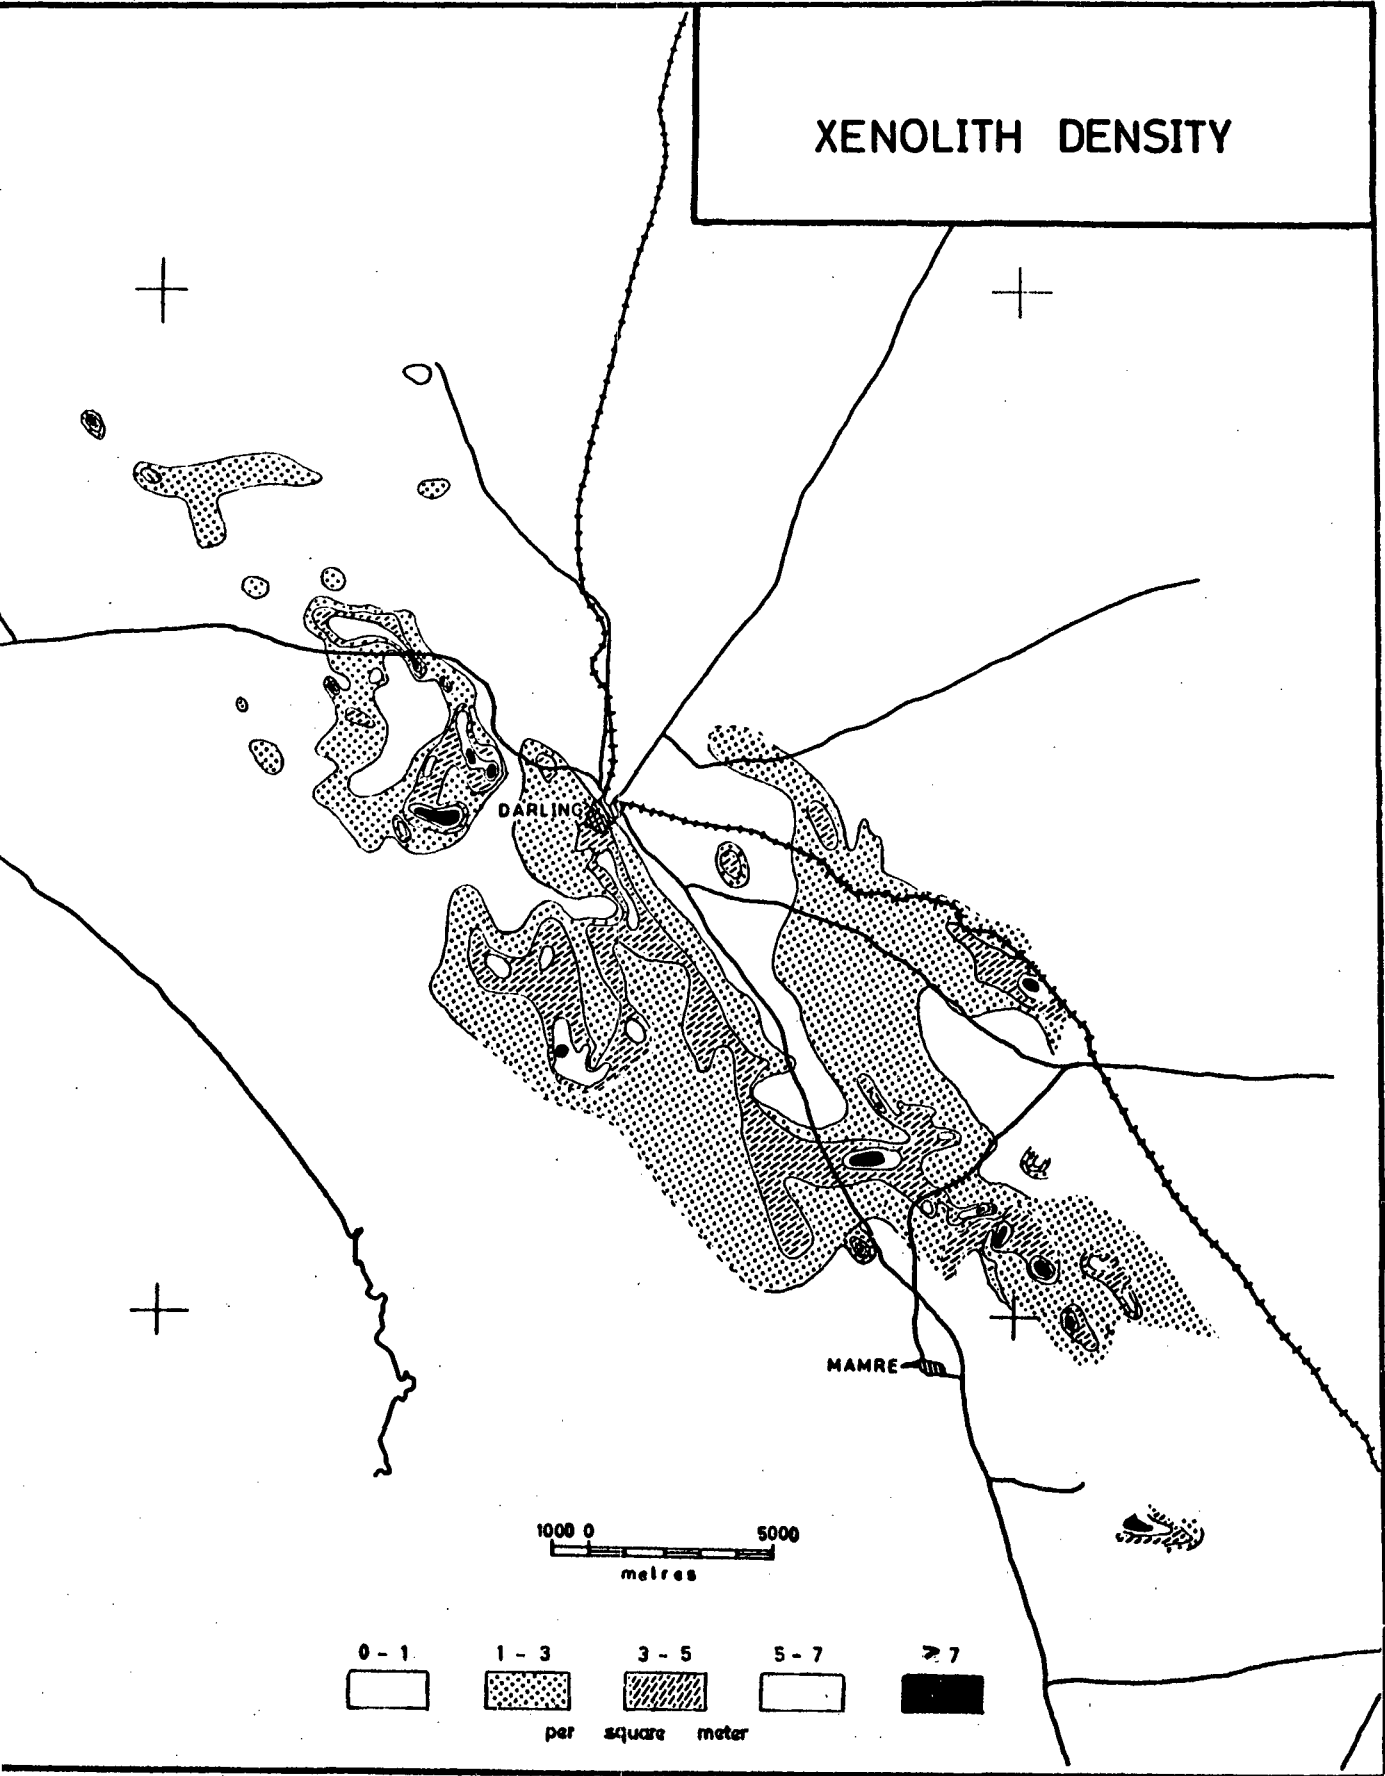 XENOLITH DENSITY
DARLING
MAMRE
1000 0 5000
metres
0 - 1 1 - 3 3 - 5 5 - 7 ⩾ 7
per square meter